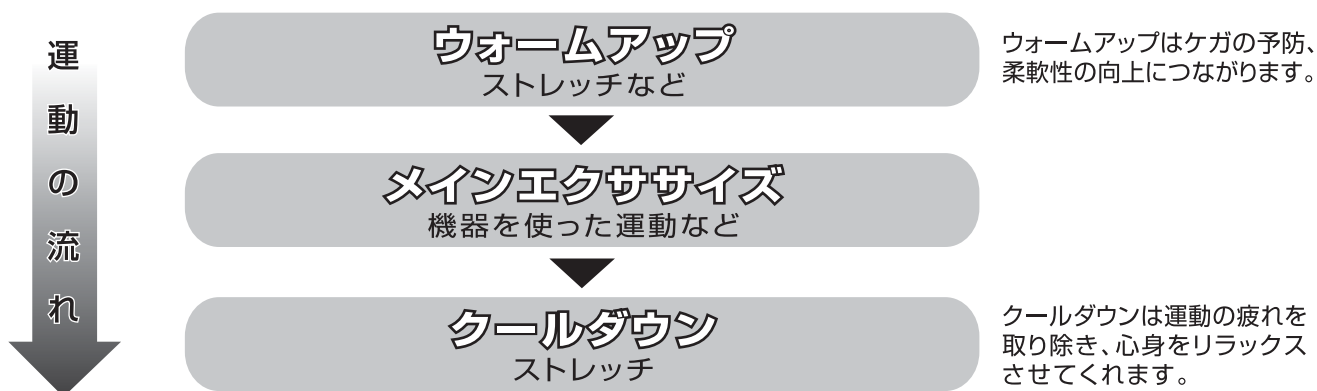 運動の流れ
ウォームアップ
ストレッチなど
ウォームアップはケガの予防、
柔軟性の向上につながります。
メインエクササイズ
機器を使った運動など
クールダウン
ストレッチ
クールダウンは運動の疲れを
取り除き、心身をリラックス
させてくれます。